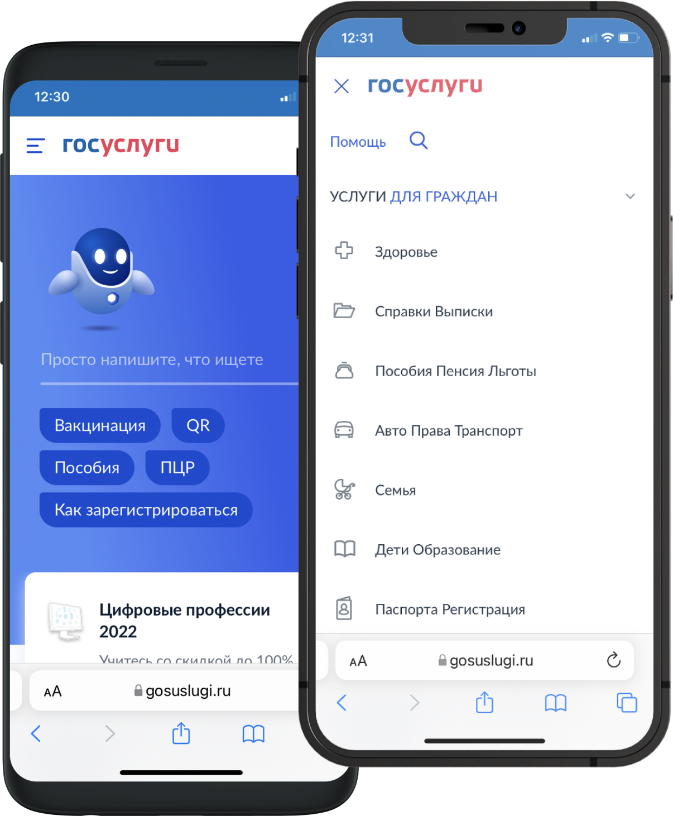 12:30
госуслуги
Просто напишите, что ищете
Вакцинация
QR
Пособия
ПЦР
Как зарегистрироваться
Цифровые профессии
2022
Учитесь со скидкой до 100%
AA
gosuslugi.ru
12:31
госуслуги
Помощь
УСЛУГИ ДЛЯ ГРАЖДАН
Здоровье
Справки Выписки
Пособия Пенсия Льготы
Авто Права Транспорт
Семья
Дети Образование
Паспорта Регистрация
AA
gosuslugi.ru